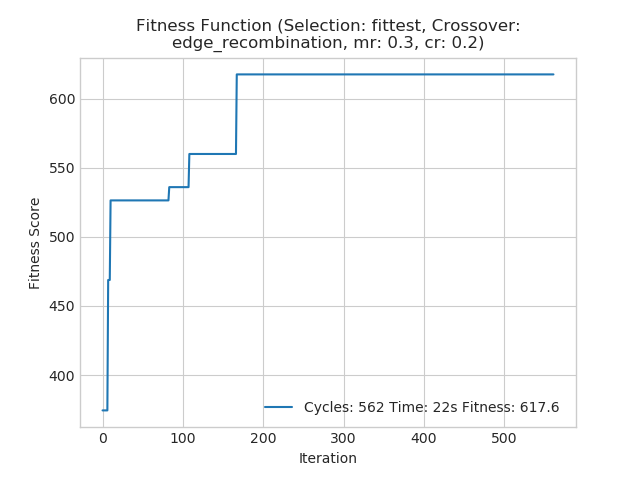 Fitness Function (Selection: fittest, Crossover:
edge_recombination, mr: 0.3, cr: 0.2)
Fitness Score
600
550
500
450
400
Cycles: 562 Time: 22s Fitness: 617.6
0 100 200 300 400 500
Iteration